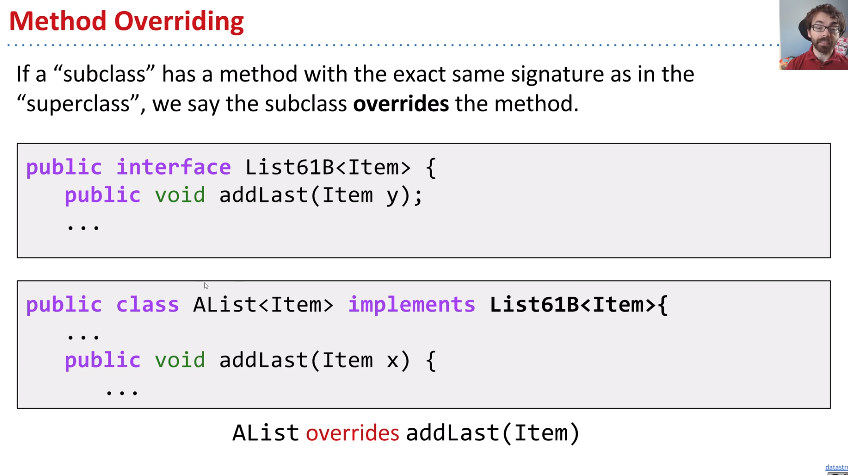 Method Overriding
If a “subclass” has a method with the exact same signature as in the
“superclass”, we say the subclass overrides the method.
public interface List61B<Item> {
public void addLast(Item y);
...
public class AList<Item> implements List61B<Item>{
...
public void addLast(Item x) {
...
AList overrides addLast(Item)
datastr